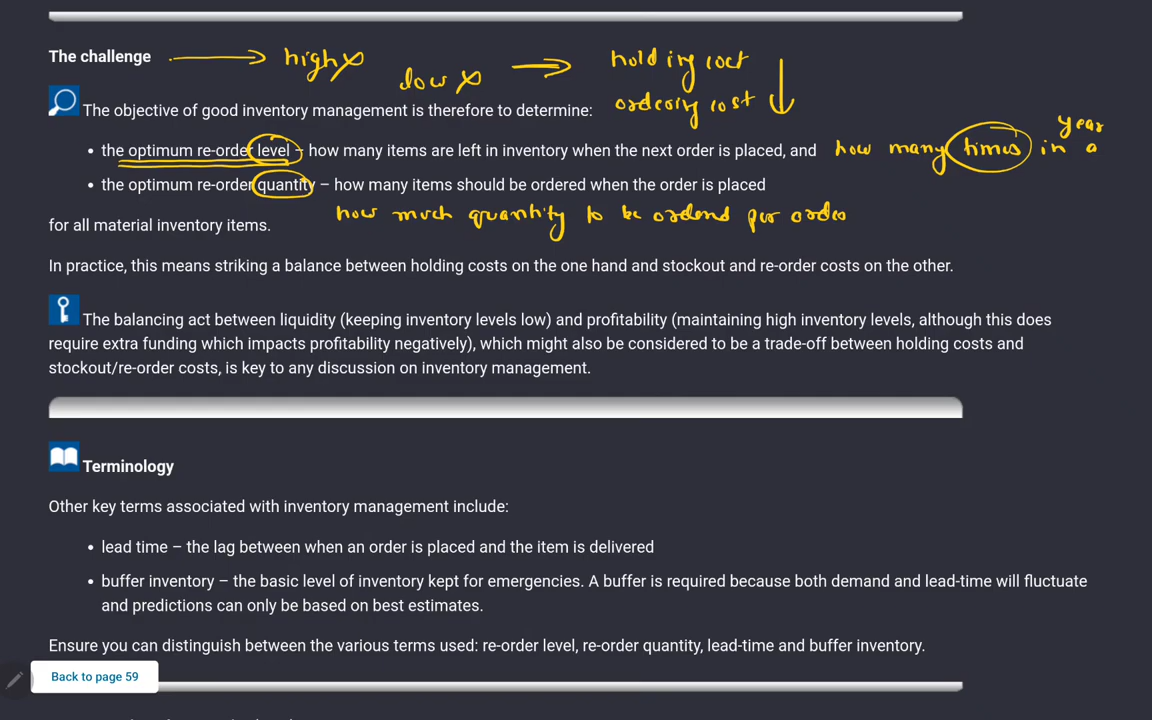 The challenge high x
low x holding cost
ordering cost
The objective of good inventory management is therefore to determine:
year
• the optimum re-order level – how many items are left in inventory when the next order is placed, and how many times in a
• the optimum re-order quantity – how many items should be ordered when the order is placed
how much quantity to be ordered per order
for all material inventory items.
In practice, this means striking a balance between holding costs on the one hand and stockout and re-order costs on the other.
The balancing act between liquidity (keeping inventory levels low) and profitability (maintaining high inventory levels, although this does
require extra funding which impacts profitability negatively), which might also be considered to be a trade-off between holding costs and
stockout/re-order costs, is key to any discussion on inventory management.
Terminology
Other key terms associated with inventory management include:
• lead time – the lag between when an order is placed and the item is delivered
• buffer inventory – the basic level of inventory kept for emergencies. A buffer is required because both demand and lead-time will fluctuate
and predictions can only be based on best estimates.
Ensure you can distinguish between the various terms used: re-order level, re-order quantity, lead-time and buffer inventory.
Back to page 59